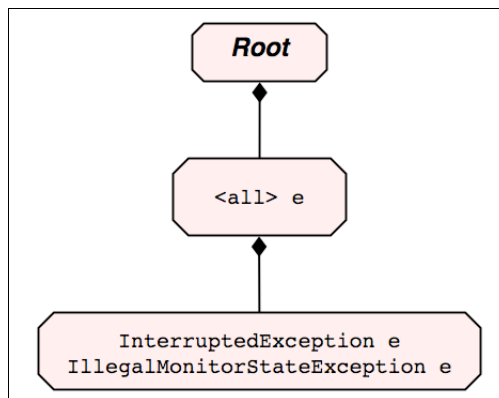 Root
<all> e
InterruptedException e
IllegalMonitorStateException e